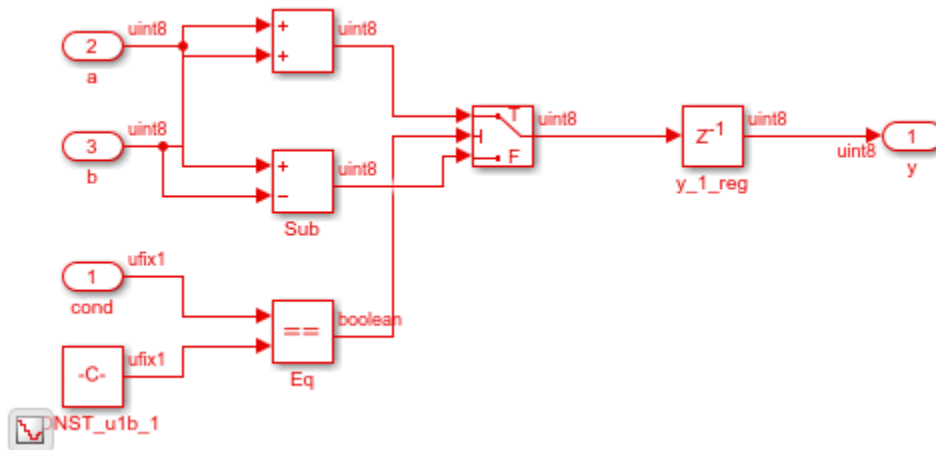 uint8
2
a
+
+
uint8
uint8
3
b
+
−
uint8
Sub
T
F
uint8
Z-1
uint8
y_1_reg
uint8
1
y
ufix1
1
cond
==
boolean
Eq
-C-
ufix1
DNST_u1b_1